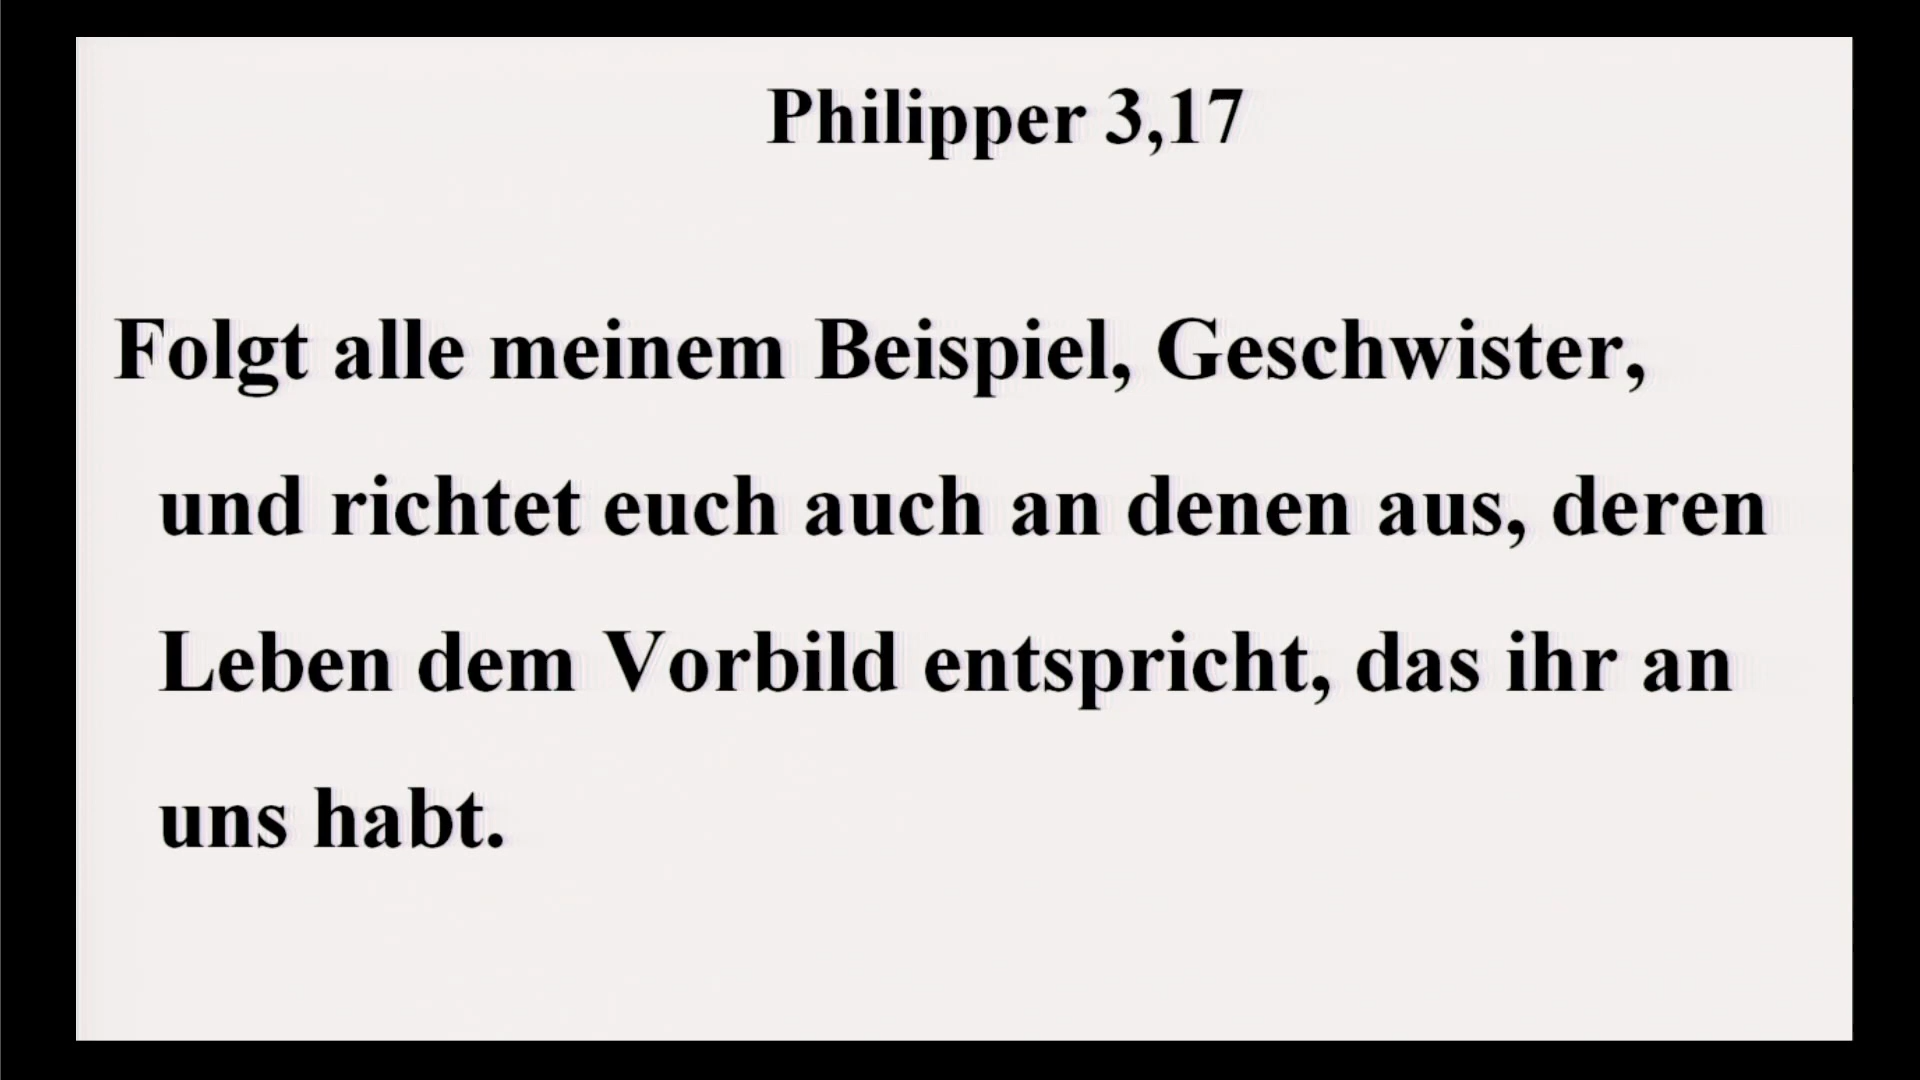 Philipper 3,17
Folgt alle meinem Beispiel, Geschwister,
und richtet euch auch an denen aus, deren
Leben dem Vorbild entspricht, das ihr an
uns habt.